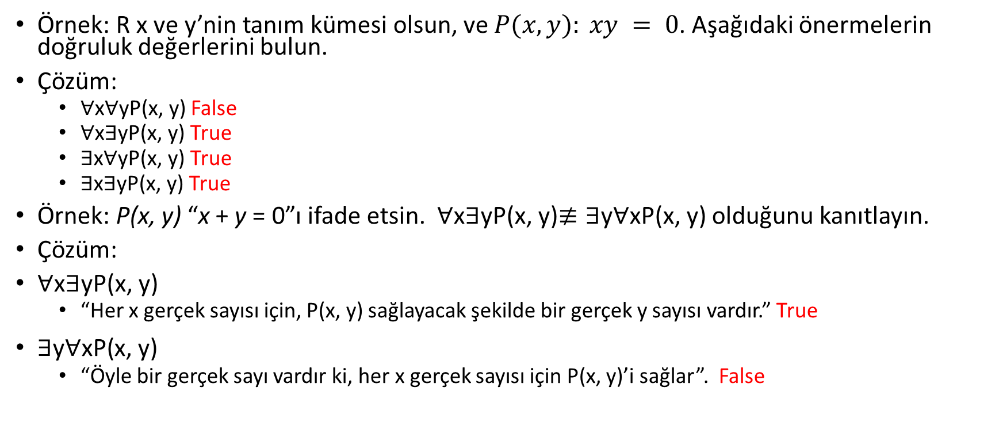 • Örnek: R x ve y’nin tanım kümesi olsun, ve P(x, y): xy = 0. Aşağıdaki önermelerin
doğruluk değerlerini bulun.
• Çözüm:
• ∀x∀yP(x, y) False
• ∀x∃yP(x, y) True
• ∃x∀yP(x, y) True
• ∃x∃yP(x, y) True
• Örnek: P(x, y) “x + y = 0”ı ifade etsin. ∀x∃yP(x, y)≢ ∃y∀xP(x, y) olduğunu kanıtlayın.
• Çözüm:
• ∀x∃yP(x, y)
• “Her x gerçek sayısı için, P(x, y) sağlayacak şekilde bir gerçek y sayısı vardır.” True
• ∃y∀xP(x, y)
• “Öyle bir gerçek sayı vardır ki, her x gerçek sayısı için P(x, y)’i sağlar”. False